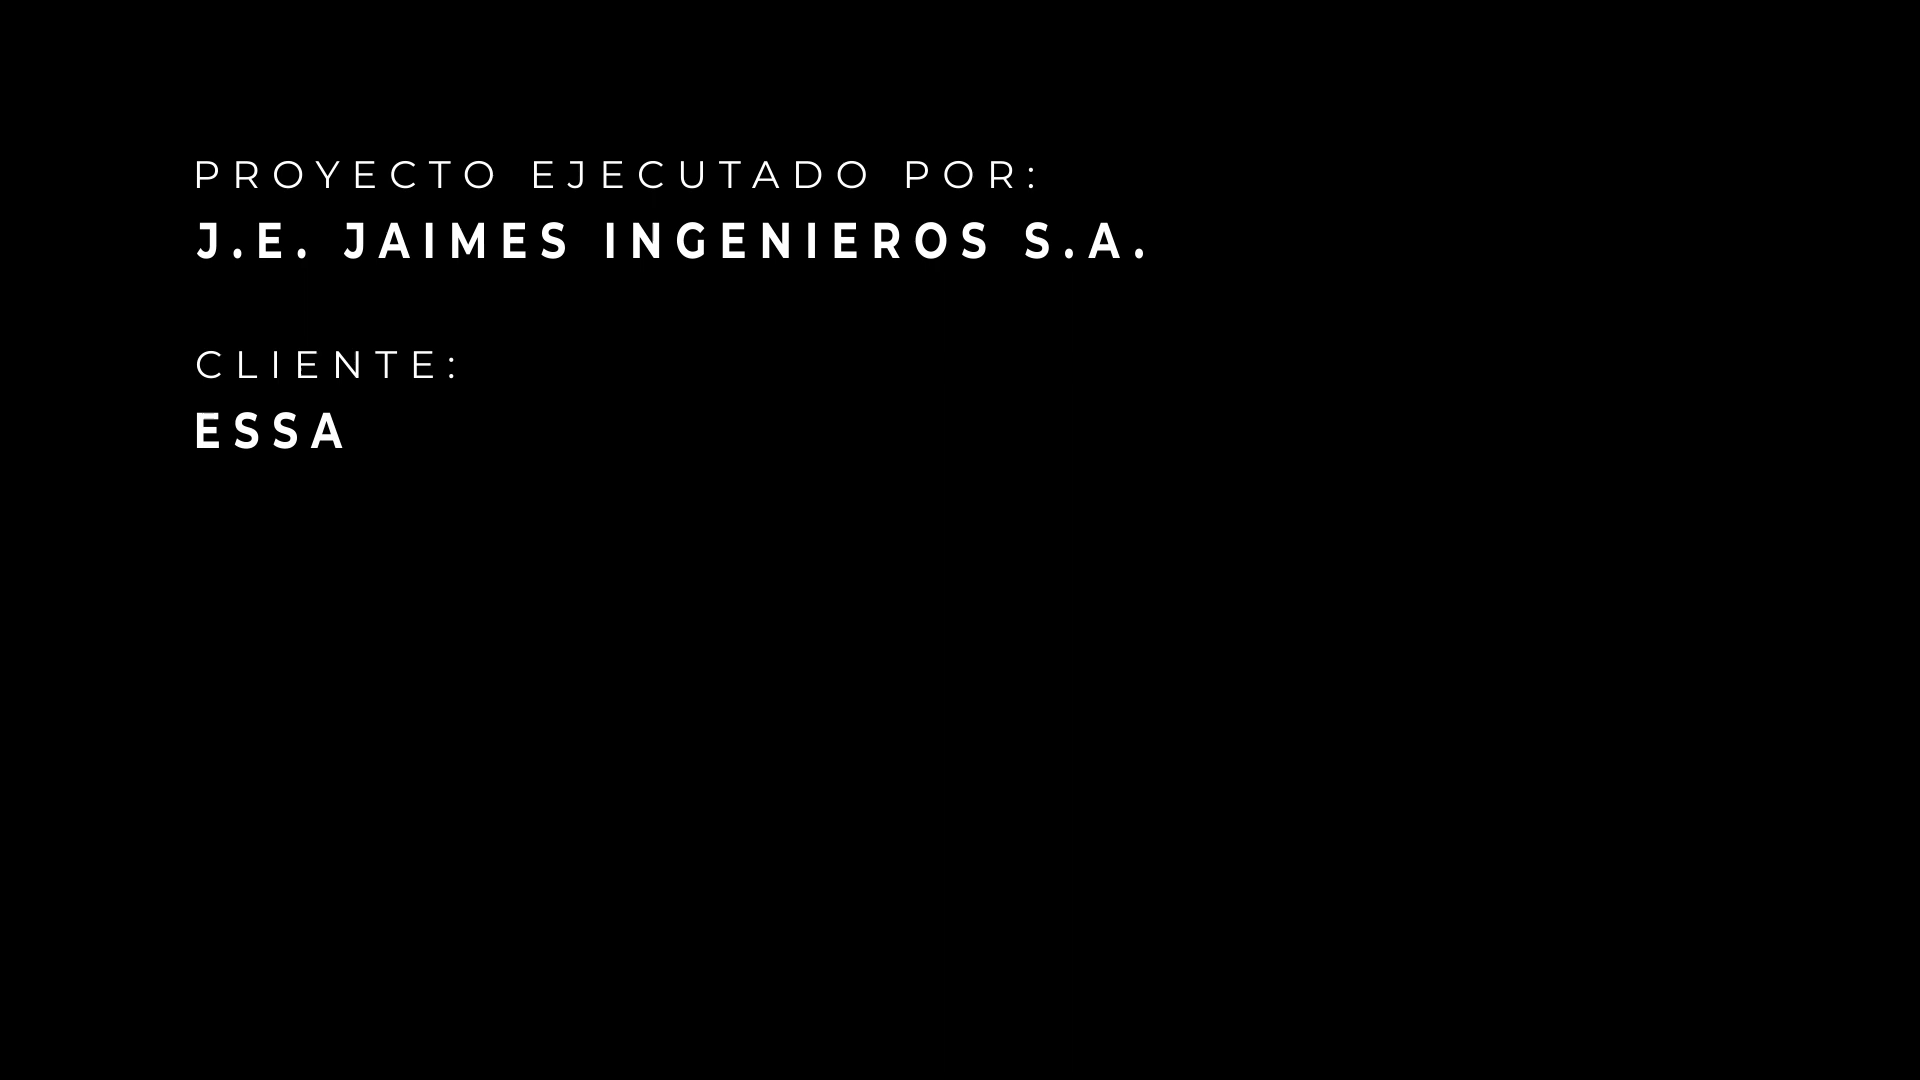 PROYECTO EJECUTADO POR:
J.E. JAIMES INGENIEROS S.A.
CLIENTE:
ESSA